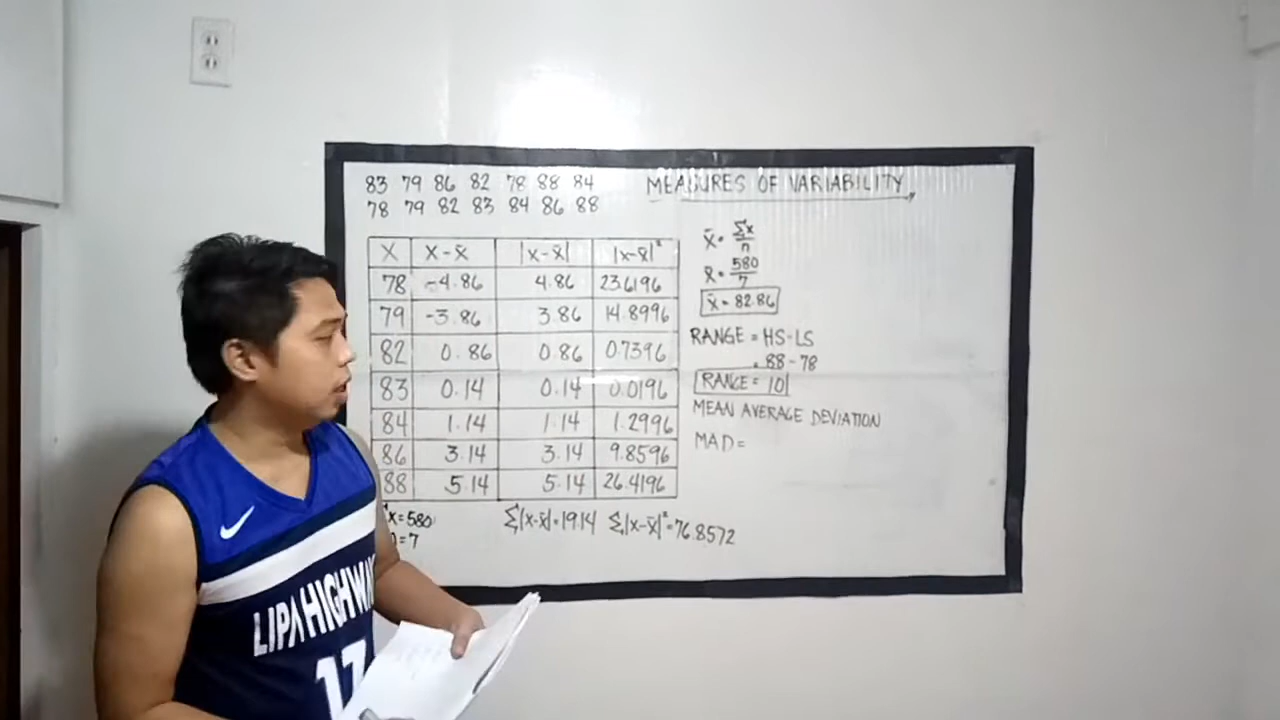 83 79 86 82 78 88 84
78 79 82 83 84 86 88
MEASURES OF VARIABILITY
X X-x̄ |x-x̄| |x-x̄|²
78 -4.86 4.86 23.6196
79 -3.86 3.86 14.8996
82 0.86 0.86 0.7396
83 0.14 0.14 0.0196
84 1.14 1.14 1.2996
86 3.14 3.14 9.8596
88 5.14 5.14 26.4196
x=580
=7
Σ|x-x̄|=19.14 Σ|x-x̄|²=76.8572
x̄=Σx/n
x̄=580/7
x̄=82.86
RANGE = HS-LS
= 88-78
RANGE = 10
MEAN AVERAGE DEVIATION
MAD=
LIPA HIGHWA
17